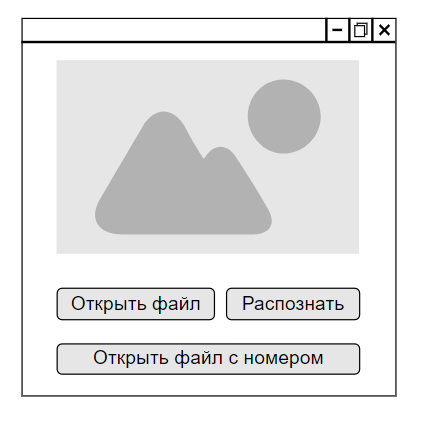 Открыть файл
Распознать
Открыть файл с номером